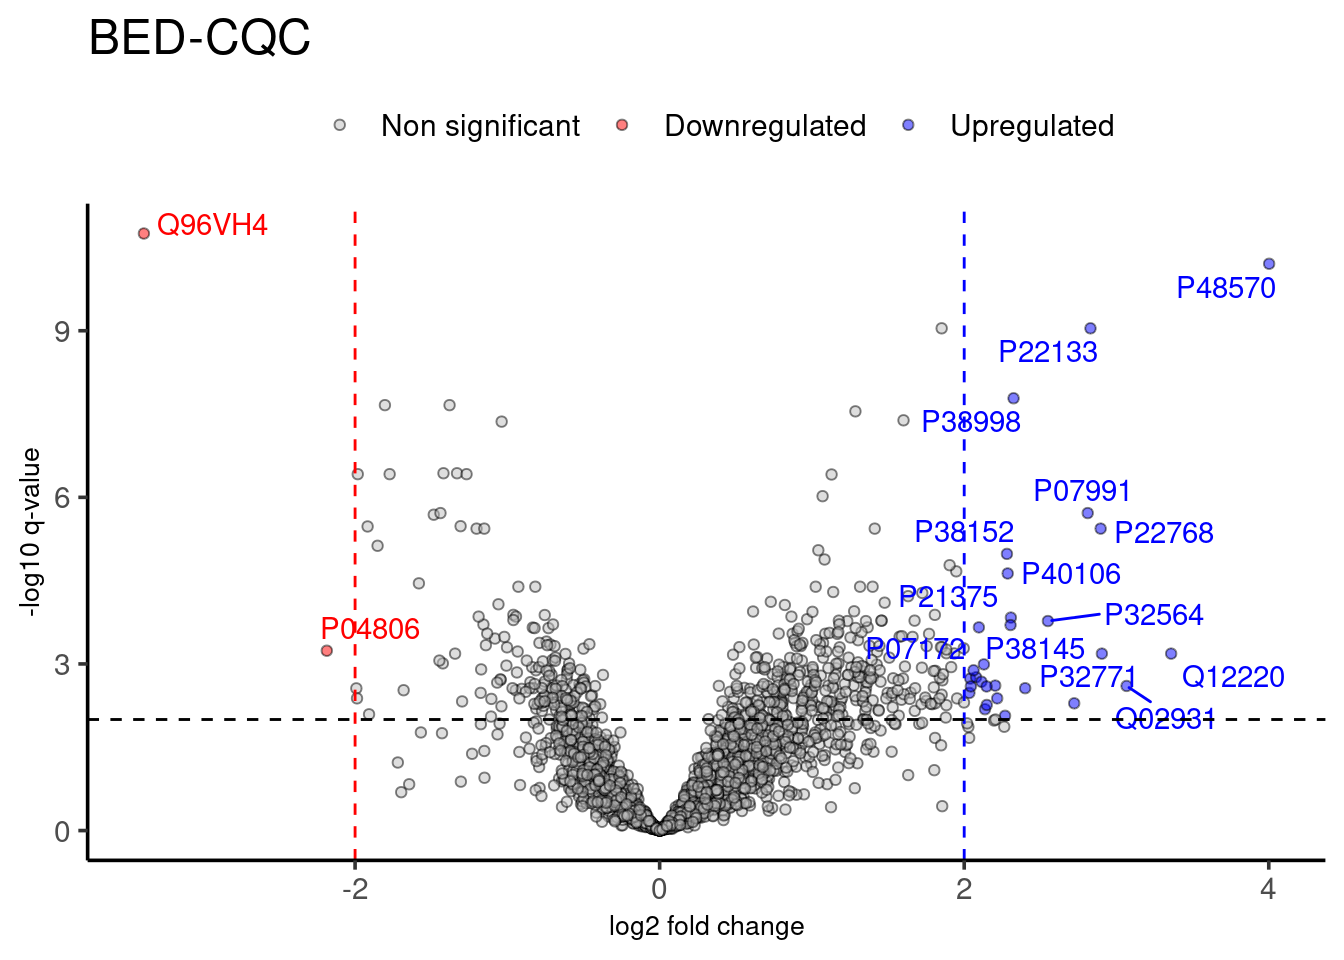 BED-CQC
Non significant Downregulated Upregulated
Q96VH4
P48570
P22133
P38998
P07991
P38152
P22768
P40106
P21375
P32564
P04806
P07172 P38145
P32771 Q12220
Q02931
9
6
3
0
-log10 q-value
-2 0 2 4
log2 fold change